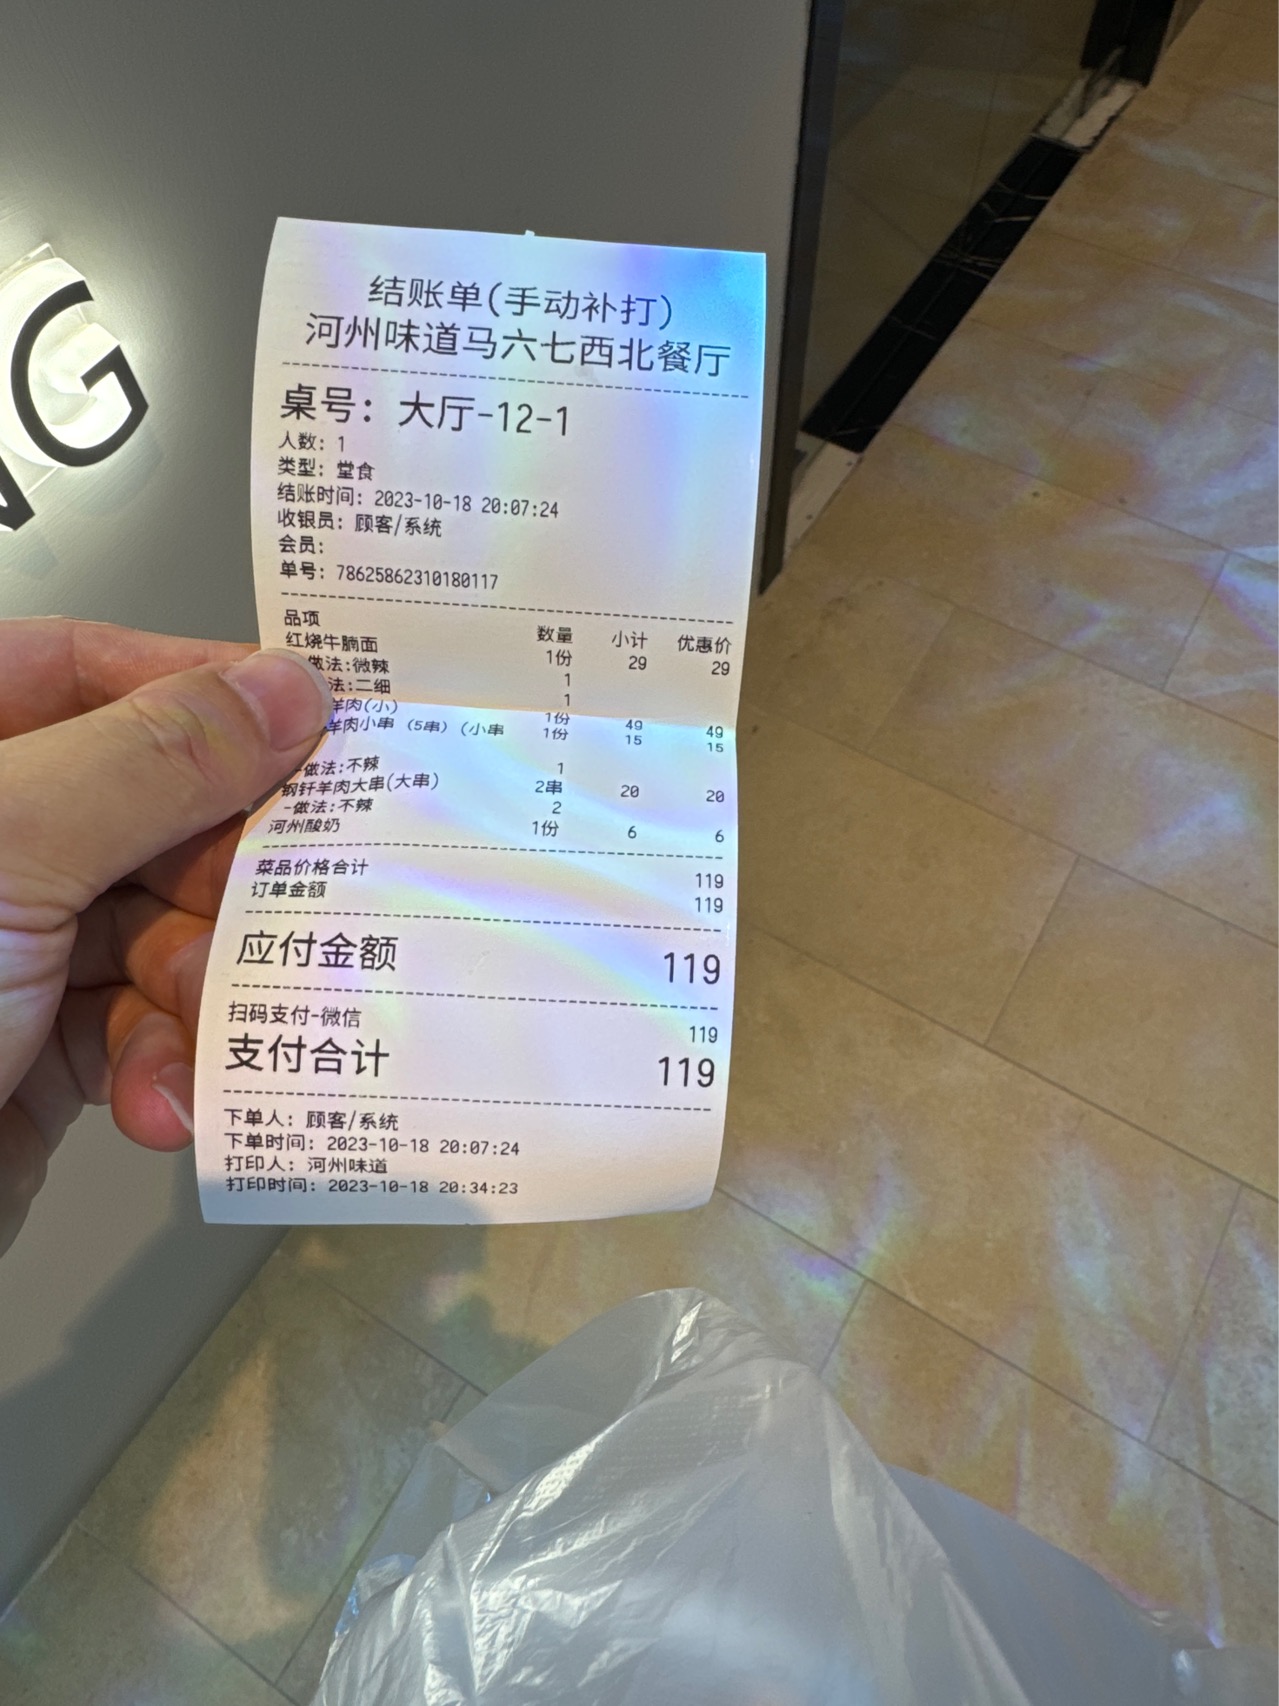 NG
结账单(手动补打)
河州味道马六七西北餐厅
桌号: 大厅-12-1
人数: 1
类型: 堂食
结账时间: 2023-10-18 20:07:24
收银员: 顾客/系统
会员:
单号: 78625862310180117
品项 数量 小计 优惠价
红烧牛腩面 1份 29 29
做法:微辣 1
法:二细 1
羊肉(小) 1份 49 49
羊肉小串 (5串) (小串 1份 15 15
-做法:不辣 1
钢钎羊肉大串(大串) 2串 20 20
-做法:不辣 2
河州酸奶 1份 6 6
菜品价格合计 119
订单金额 119
应付金额 119
扫码支付-微信 119
支付合计 119
下单人: 顾客/系统
下单时间: 2023-10-18 20:07:24
打印人: 河州味道
打印时间: 2023-10-18 20:34:23